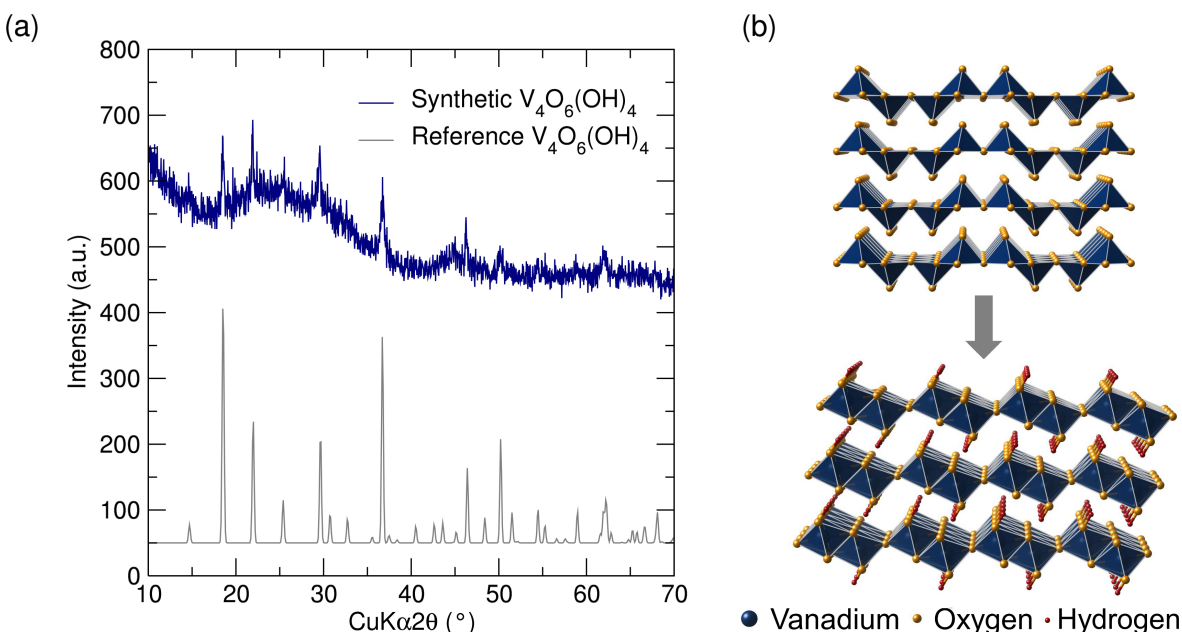 (a)
(b)
800
700
600
500
400
300
200
100
0
Intensity (a.u.)
Synthetic V₄O₆(OH)₄
Reference V₄O₆(OH)₄
10 20 30 40 50 60 70
CuKα2θ (°)
Vanadium Oxygen Hydrogen